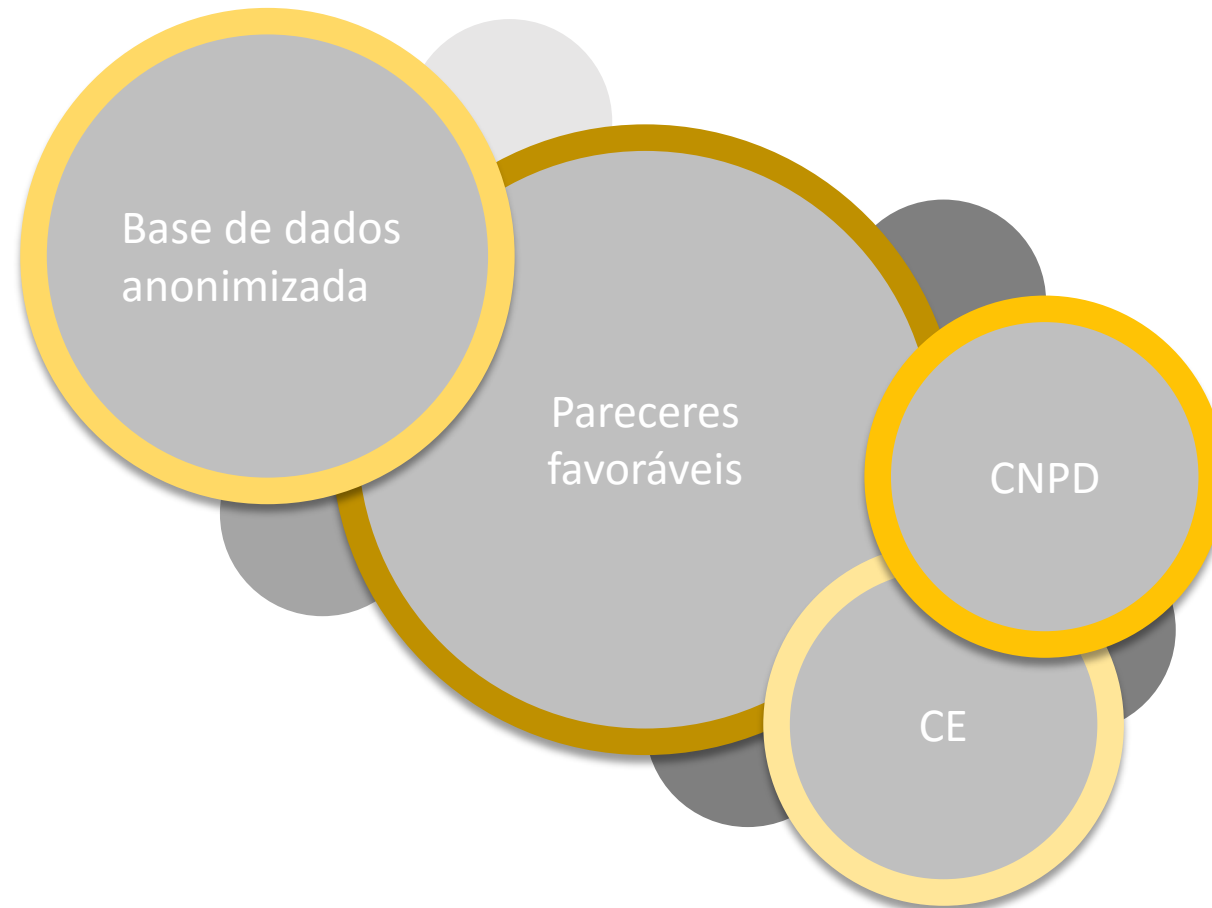 Base de dados
anonimizada
Pareceres
favoráveis
CNPD
CE